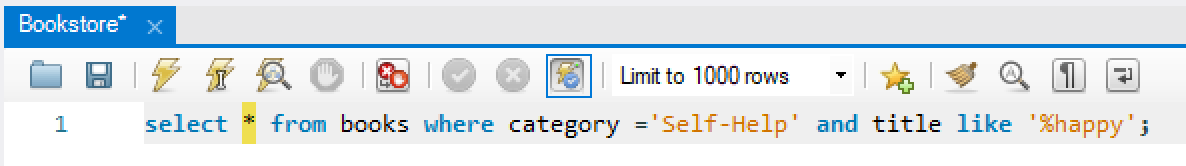 Bookstore*
Limit to 1000 rows
1 select * from books where category ='Self-Help' and title like '%happy';